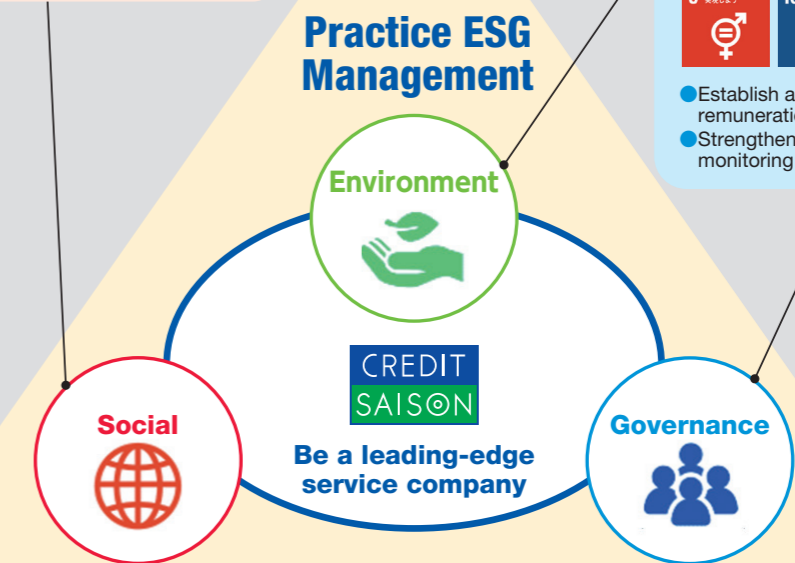 Practice ESG
Management
Establish a
remuneratio
Strengthen
monitoring
Environment
CREDIT
SAISON
Social
Governance
Be a leading-edge
service company